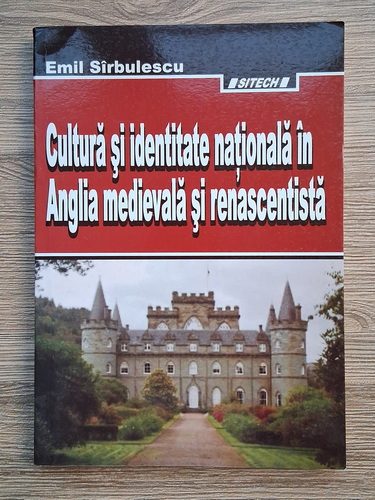 Emil Sîrbulescu
SITECH
Cultură şi identitate naţională în
Anglia medievală şi renascentistă